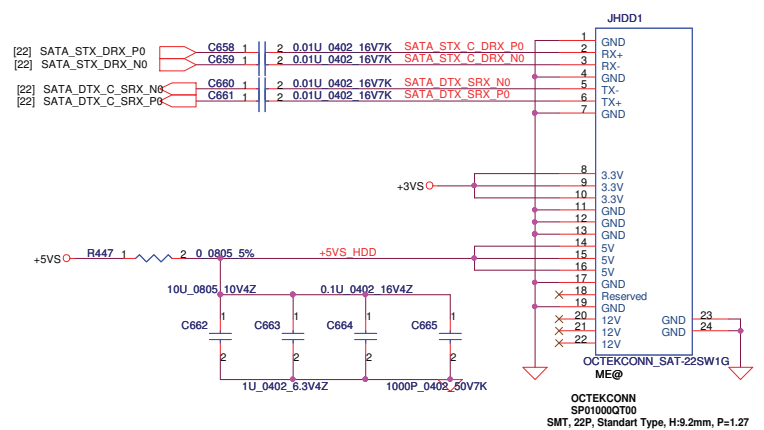 JHDD1
1 GND
[22] SATA_STX_DRX_P0 C658 1 2 0.01U_0402_16V7K SATA_STX_C_DRX_P0 2 RX+
[22] SATA_STX_DRX_N0 C659 1 2 0.01U_0402_16V7K SATA_STX_C_DRX_N0 3 RX-
4 GND
[22] SATA_DTX_C_SRX_N0 C660 1 2 0.01U_0402_16V7K SATA_DTX_SRX_N0 5 TX-
[22] SATA_DTX_C_SRX_P0 C661 1 2 0.01U_0402_16V7K SATA_DTX_SRX_P0 6 TX+
7 GND
8 3.3V
+3VS 9 3.3V
10 3.3V
11 GND
12 GND
13 GND
14 5V
+5VS R447 1 2 0_0805_5% +5VS_HDD 15 5V
16 5V
17 GND
10U_0805_10V4Z 0.1U_0402_16V4Z 18 Reserved
19 GND
1 1 1 1 20 12V GND 23
C662 C663 C664 C665 21 12V GND 24
22 12V
2 2 2 2
OCTEKCONN_SAT-22SW1G
ME@
1U_0402_6.3V4Z 1000P_0402_50V7K
OCTEKCONN
SP01000QT00
SMT, 22P, Standart Type, H:9.2mm, P=1.27